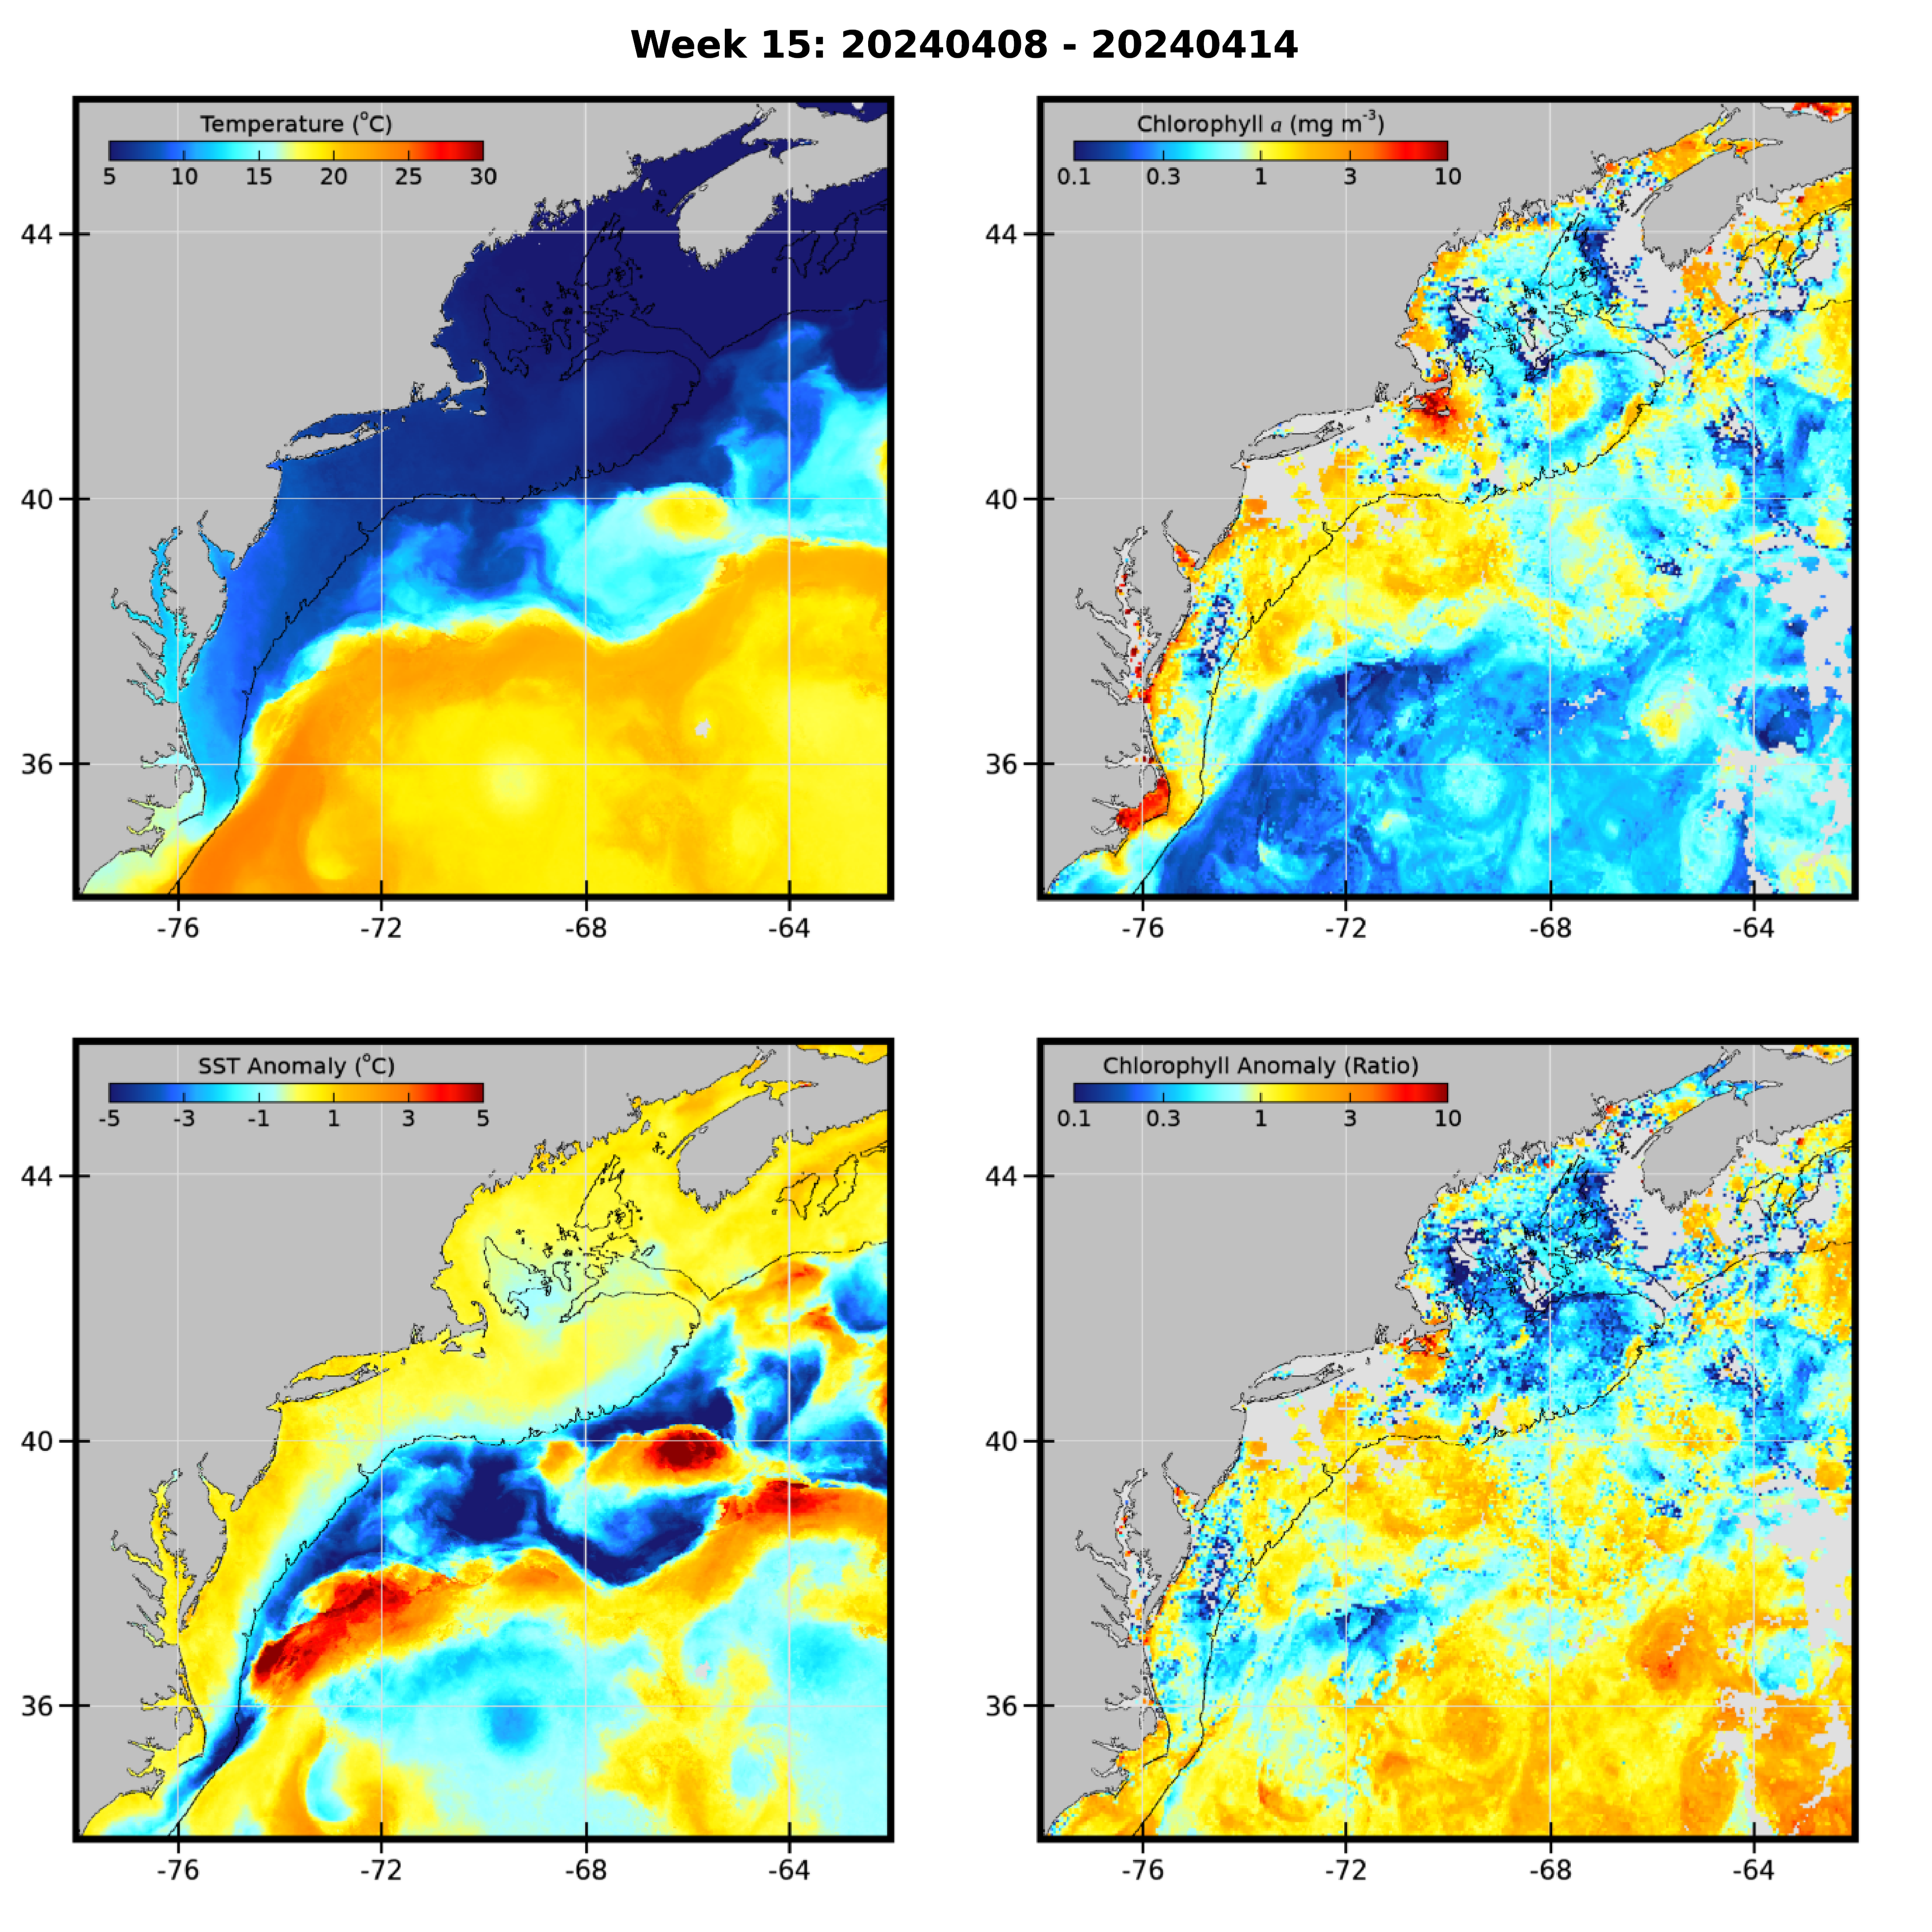 Week 15: 20240408 - 20240414
Temperature (°C)
5 10 15 20 25 30
44
40
36
-76 -72 -68 -64
Chlorophyll a (mg m⁻³)
0.1 0.3 1 3 10
44
40
36
-76 -72 -68 -64
SST Anomaly (°C)
-5 -3 -1 1 3 5
44
40
36
-76 -72 -68 -64
Chlorophyll Anomaly (Ratio)
0.1 0.3 1 3 10
44
40
36
-76 -72 -68 -64